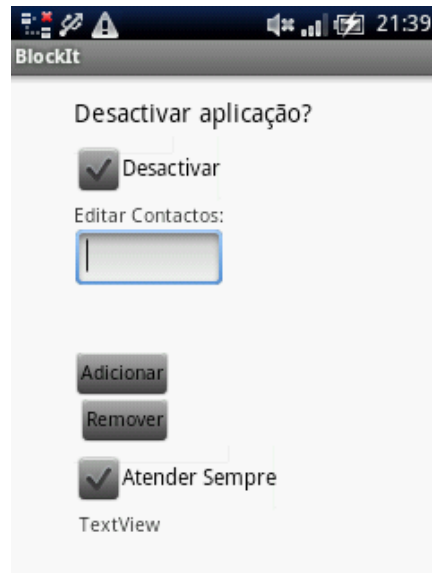 21:39
BlockIt
Desactivar aplicação?
Desactivar
Editar Contactos:
Adicionar
Remover
Atender Sempre
TextView